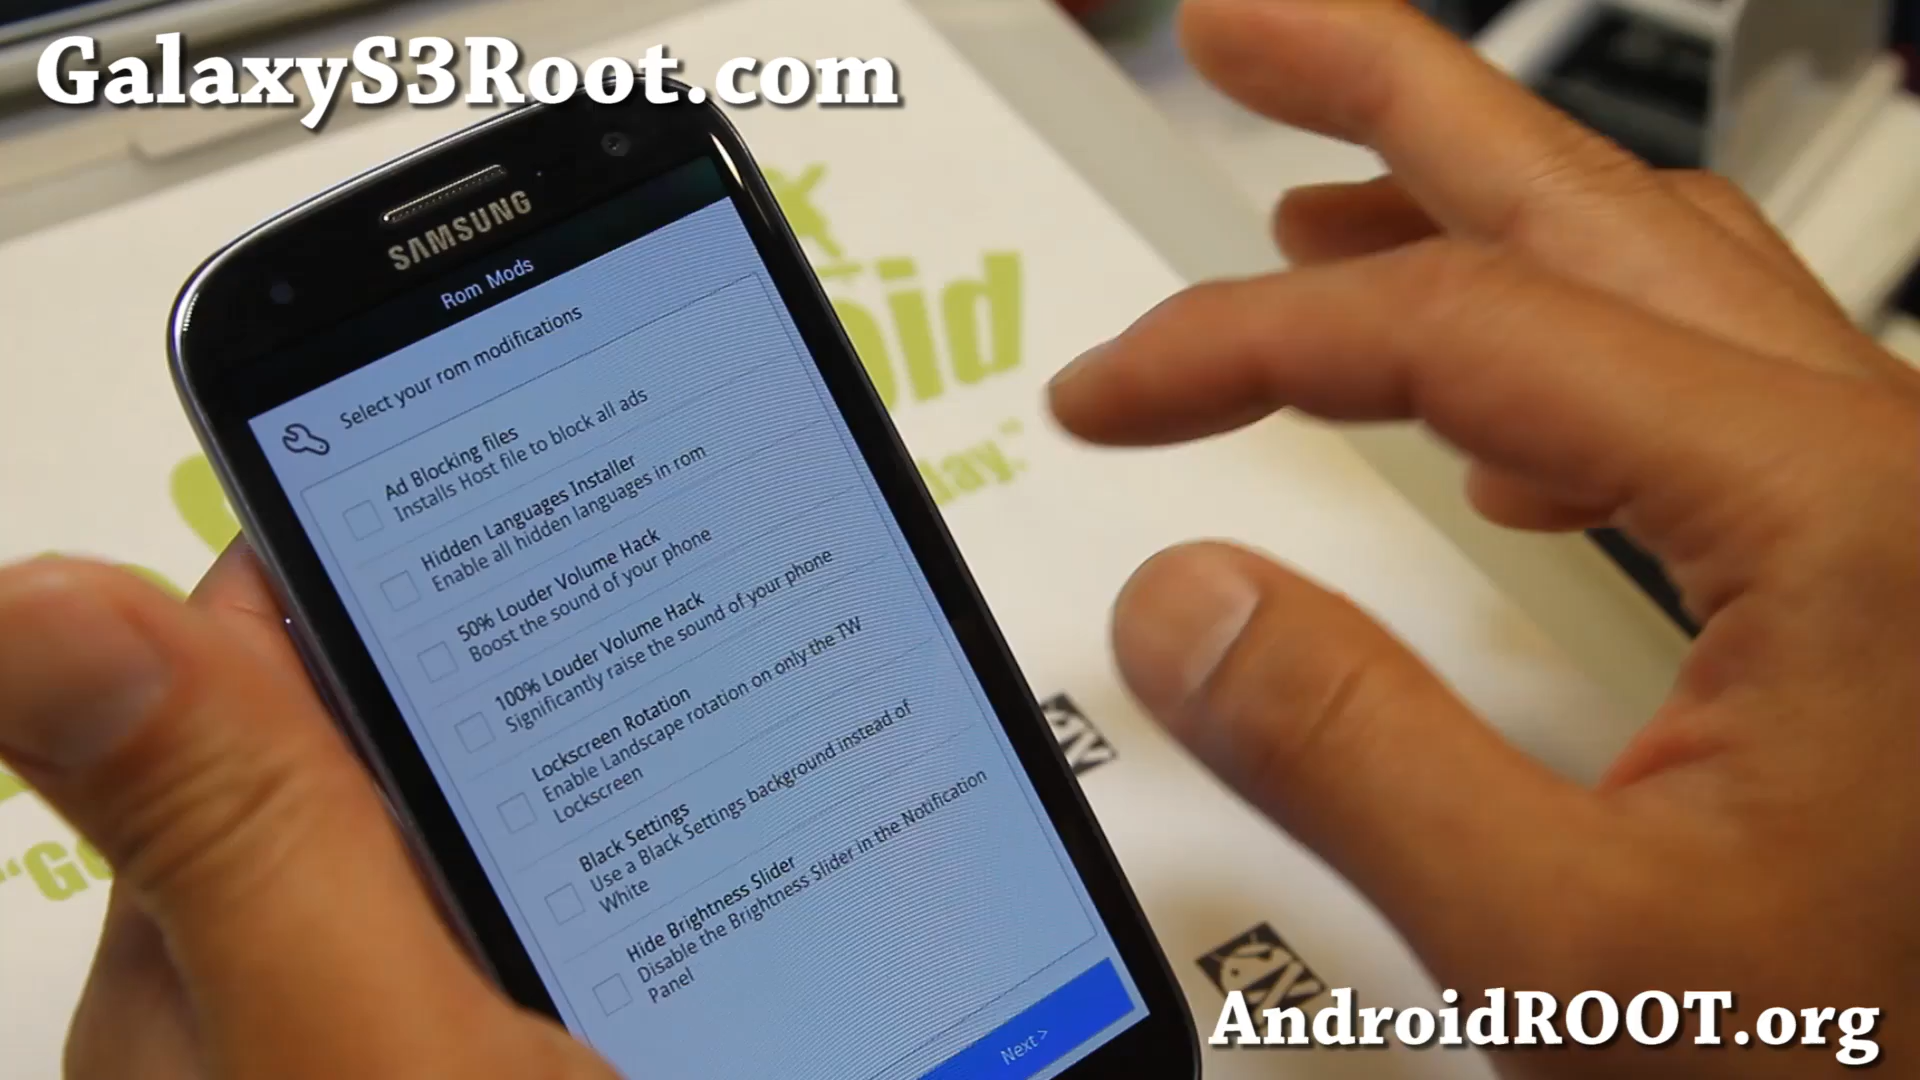 GalaxyS3Root.com
SAMSUNG
Rom Mods
Select your rom modifications
Ad Blocking files
Installs Host file to block all ads
Hidden Languages Installer
Enable all hidden languages in rom
50% Louder Volume Hack
Boost the sound of your phone
100% Louder Volume Hack
Significantly raise the sound of your phone
Lockscreen Rotation
Enable Landscape rotation on only the TW
Lockscreen
Black Settings
Use a Black Settings background instead of
White
Hide Brightness Slider
Disable the Brightness Slider in the Notification
Panel
Next >
AndroidROOT.org